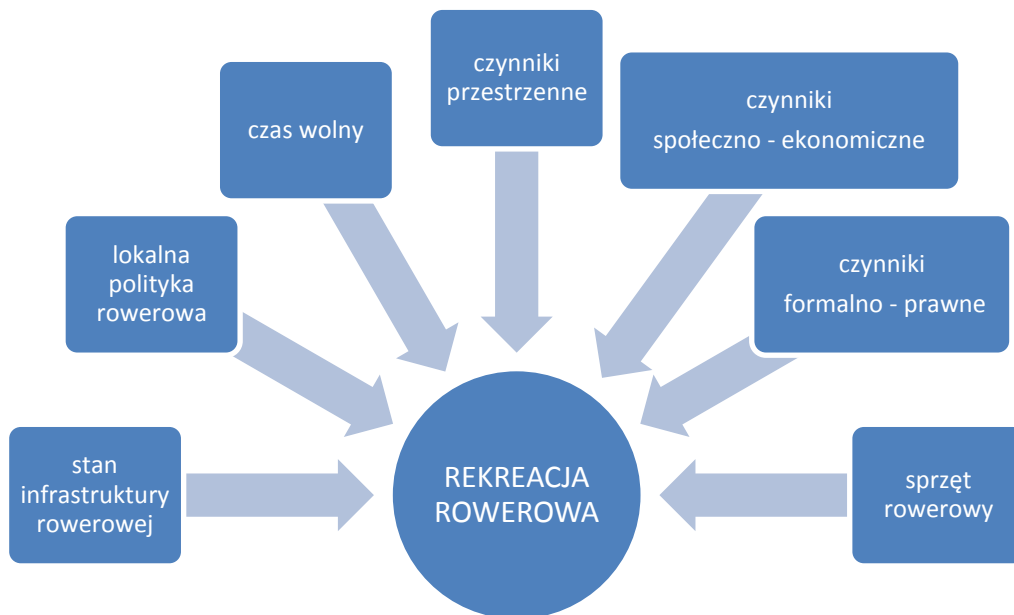 czynniki
przestrzenne
czynniki
społeczno - ekonomiczne
czas wolny
lokalna
polityka
rowerowa
czynniki
formalno - prawne
stan
infrastruktury
rowerowej
REKREACJA
ROWEROWA
sprzęt
rowerowy